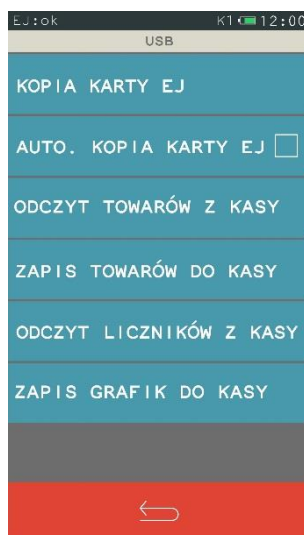 EJ:ok K1 12:00
USB
KOPIA KARTY EJ
AUTO. KOPIA KARTY EJ
ODCZYT TOWARÓW Z KASY
ZAPIS TOWARÓW DO KASY
ODCZYT LICZNIKÓW Z KASY
ZAPIS GRAFIK DO KASY